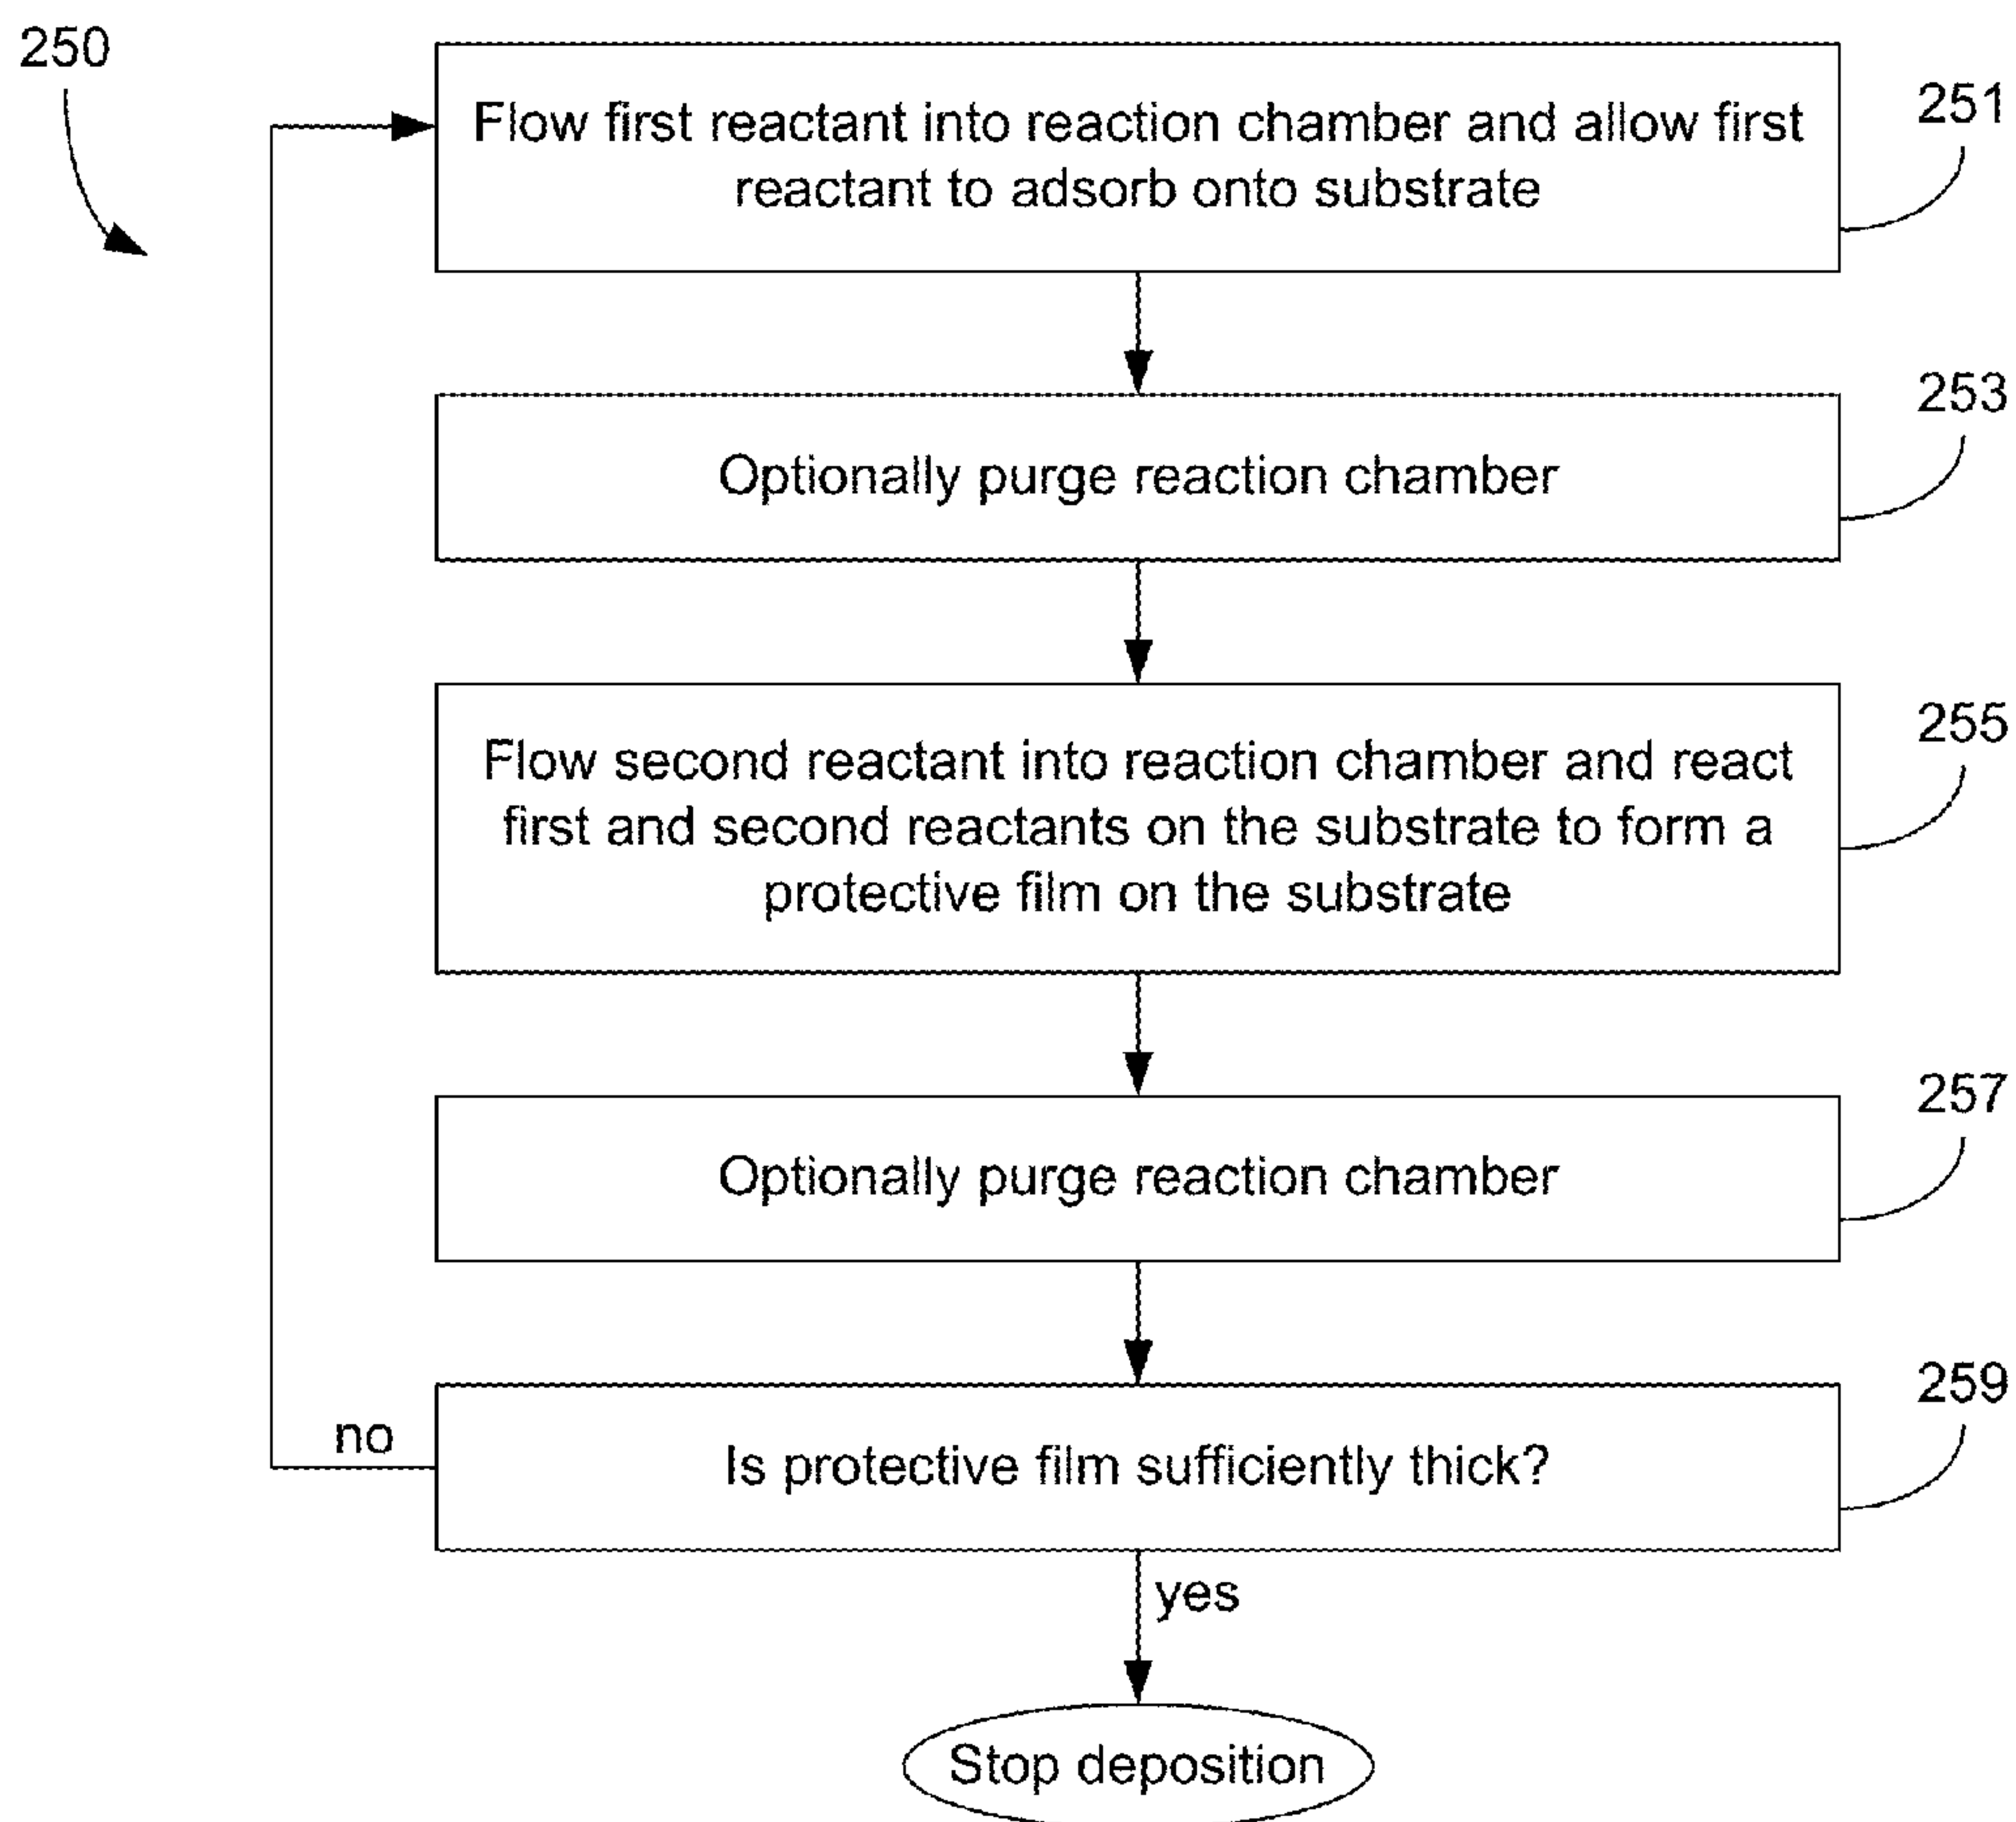 250
Flow first reactant into reaction chamber and allow first
reactant to adsorb onto substrate
251
Optionally purge reaction chamber
253
Flow second reactant into reaction chamber and react
first and second reactants on the substrate to form a
protective film on the substrate
255
Optionally purge reaction chamber
257
Is protective film sufficiently thick?
259
no
yes
Stop deposition